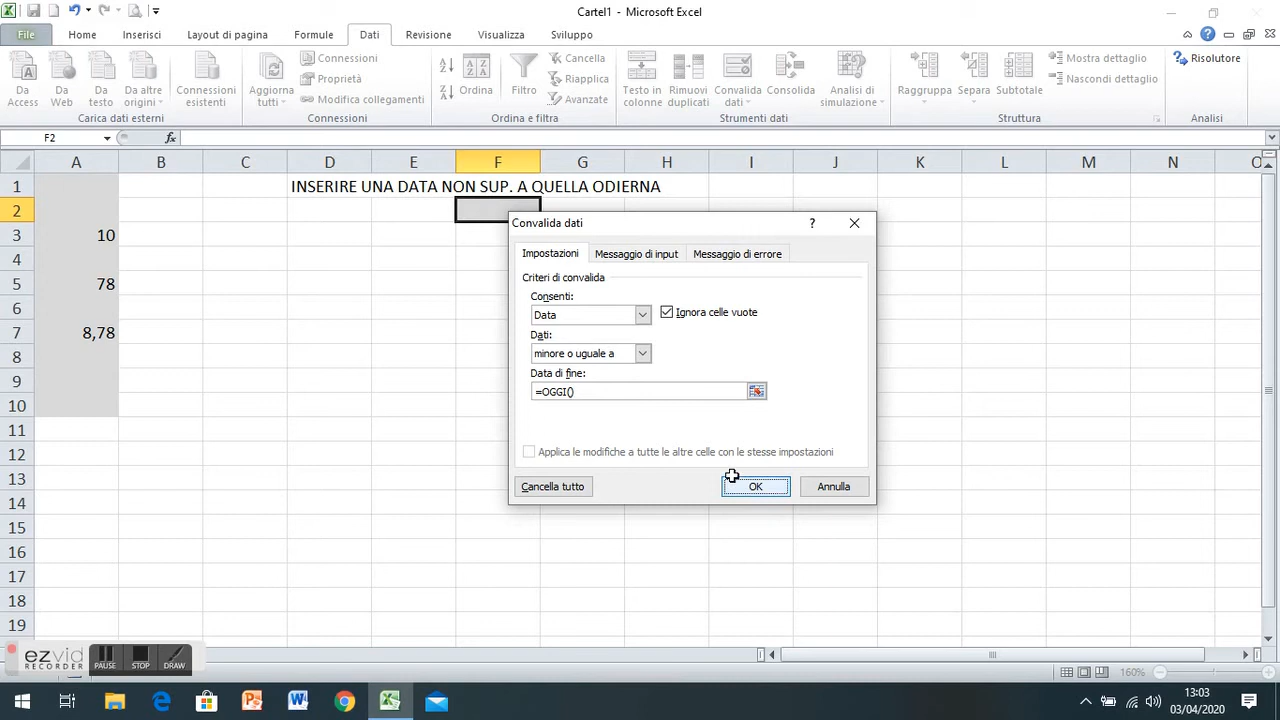 Cartel1 - Microsoft Excel
File Home Inserisci Layout di pagina Formule Dati Revisione Visualizza Sviluppo
Da Access
Da Web
Da testo
Da altre origini
Connessioni esistenti
Carica dati esterni
Aggiorna tutti
Connessioni
Proprietà
Modifica collegamenti
Connessioni
Ordina
Filtro
Cancella
Riapplica
Avanzate
Ordina e filtra
Testo in colonne
Rimuovi duplicati
Convalida dati
Consolida
Analisi di simulazione
Strumenti dati
Raggruppa
Separa
Subtotale
Mostra dettaglio
Nascondi dettaglio
Struttura
Risolutore
Analisi
F2 fx
A B C D E F G H I J K L M N O
1 INSERIRE UNA DATA NON SUP. A QUELLA ODIERNA
2
3 10
4
5 78
6
7 8,78
8
9
10
11
12
13
14
15
16
17
18
19
Convalida dati ?
Impostazioni Messaggio di input Messaggio di errore
Criteri di convalida
Consenti:
Data Ignora celle vuote
Dati:
minore o uguale a
Data di fine:
=OGGI()
Applica le modifiche a tutte le altre celle con le stesse impostazioni
Cancella tutto OK Annulla
ezvid
RECORDER
PAUSE STOP DRAW
160%
13:03
03/04/2020